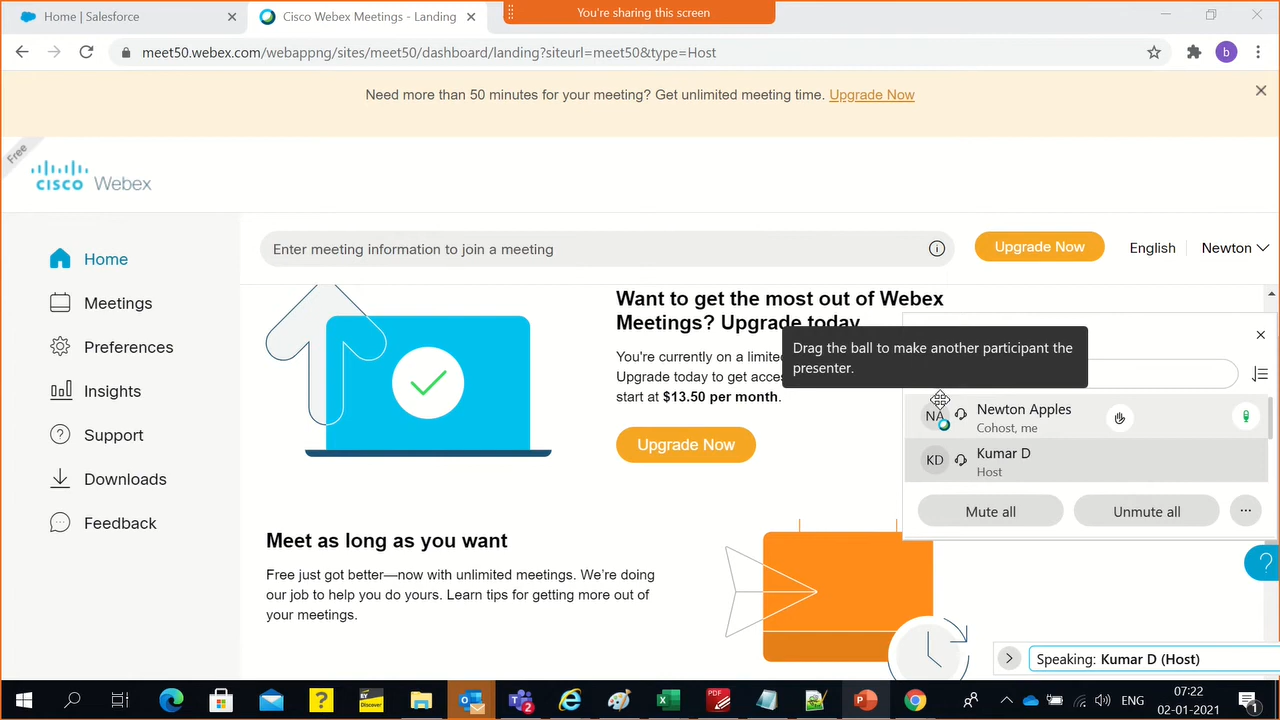 Home | Salesforce
Cisco Webex Meetings - Landing
You're sharing this screen
meet50.webex.com/webappng/sites/meet50/dashboard/landing?siteurl=meet50&type=Host
b
Need more than 50 minutes for your meeting? Get unlimited meeting time. Upgrade Now
Free
CISCO Webex
Enter meeting information to join a meeting
Upgrade Now
English
Newton
Home
Meetings
Preferences
Insights
Support
Downloads
Feedback
Want to get the most out of Webex
Meetings? Upgrade today
You're currently on a limite
Upgrade today to get acces
start at $13.50 per month.
Upgrade Now
Drag the ball to make another participant the
presenter.
NA
Newton Apples
Cohost, me
KD
Kumar D
Host
Mute all
Unmute all
Meet as long as you want
Free just got better—now with unlimited meetings. We're doing
our job to help you do yours. Learn tips for getting more out of
your meetings.
?
Speaking: Kumar D (Host)
?
EY
Discover
2
PDF
ENG
07:22
02-01-2021
1